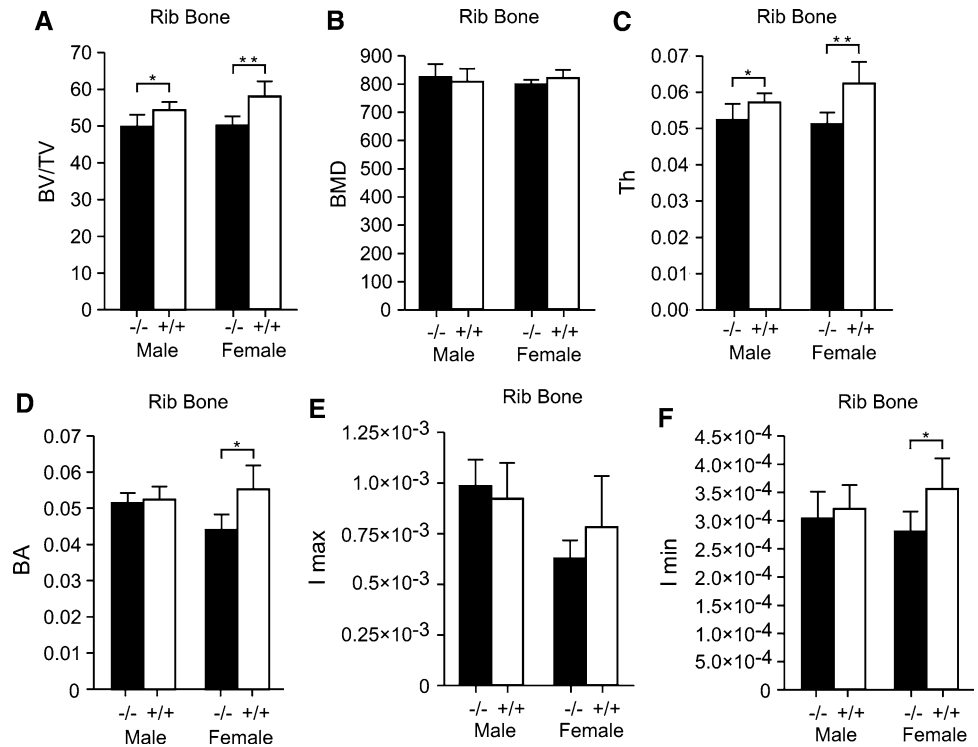 A
Rib Bone
BV/TV
70
60
50
40
30
20
10
0
*
**
-/- +/+ -/- +/+
Male Female
B
Rib Bone
BMD
900
800
700
600
500
400
300
200
100
0
-/- +/+ -/- +/+
Male Female
C
Rib Bone
Th
0.07
0.06
0.05
0.04
0.03
0.02
0.01
0.00
*
**
-/- +/+ -/- +/+
Male Female
D
Rib Bone
BA
0.07
0.06
0.05
0.04
0.03
0.02
0.01
0
*
-/- +/+ -/- +/+
Male Female
E
Rib Bone
I max
1.25×10-3
1.0×10-3
0.75×10-3
0.5×10-3
0.25×10-3
0
-/- +/+ -/- +/+
Male Female
F
Rib Bone
I min
4.5×10-4
4.0×10-4
3.5×10-4
3.0×10-4
2.5×10-4
2.0×10-4
1.5×10-4
1.0×10-4
5.0×10-4
0
*
-/- +/+ -/- +/+
Male Female